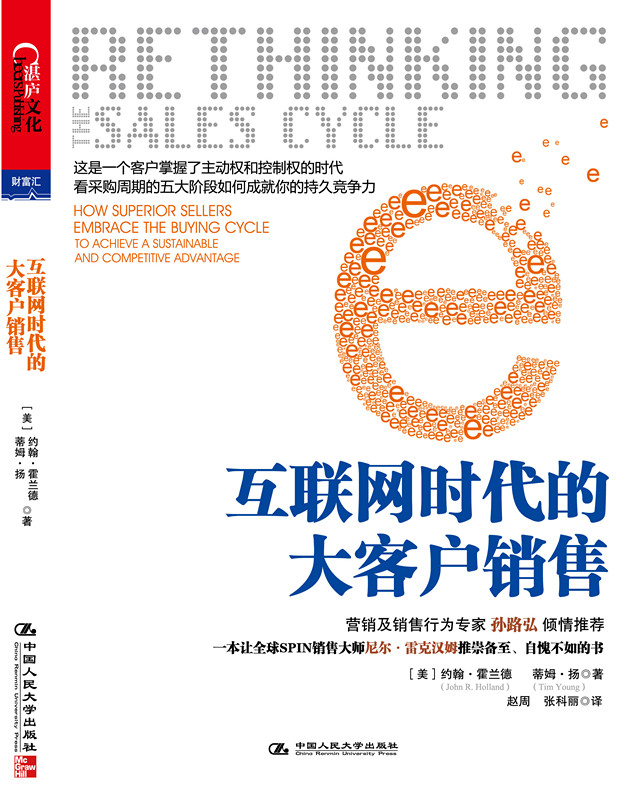 湛庐文化
Cheers Publishing
财富汇
互联网时代的
大客户销售
[美]
约翰·霍兰德
蒂姆·扬
◎著
中国人民大学出版社
China Renmin University Press
Mc
Graw
Hill
RETHINKING
THE SALES CYCLE
这是一个客户掌握了主动权和控制权的时代
看采购周期的五大阶段如何成就你的持久竞争力
HOW SUPERIOR SELLERS
EMBRACE THE BUYING CYCLE
TO ACHIEVE A SUSTAINABLE
AND COMPETITIVE ADVANTAGE
e
互联网时代的
大客户销售
营销及销售行为专家 孙路弘 倾情推荐
一本让全球SPIN销售大师尼尔·雷克汉姆推崇备至、自愧不如的书
[美] 约翰·霍兰德 蒂姆·扬◎著
( John R. Holland ) ( Tim Young )
赵周 张科丽◎译
中国人民大学出版社
China Renmin University Press